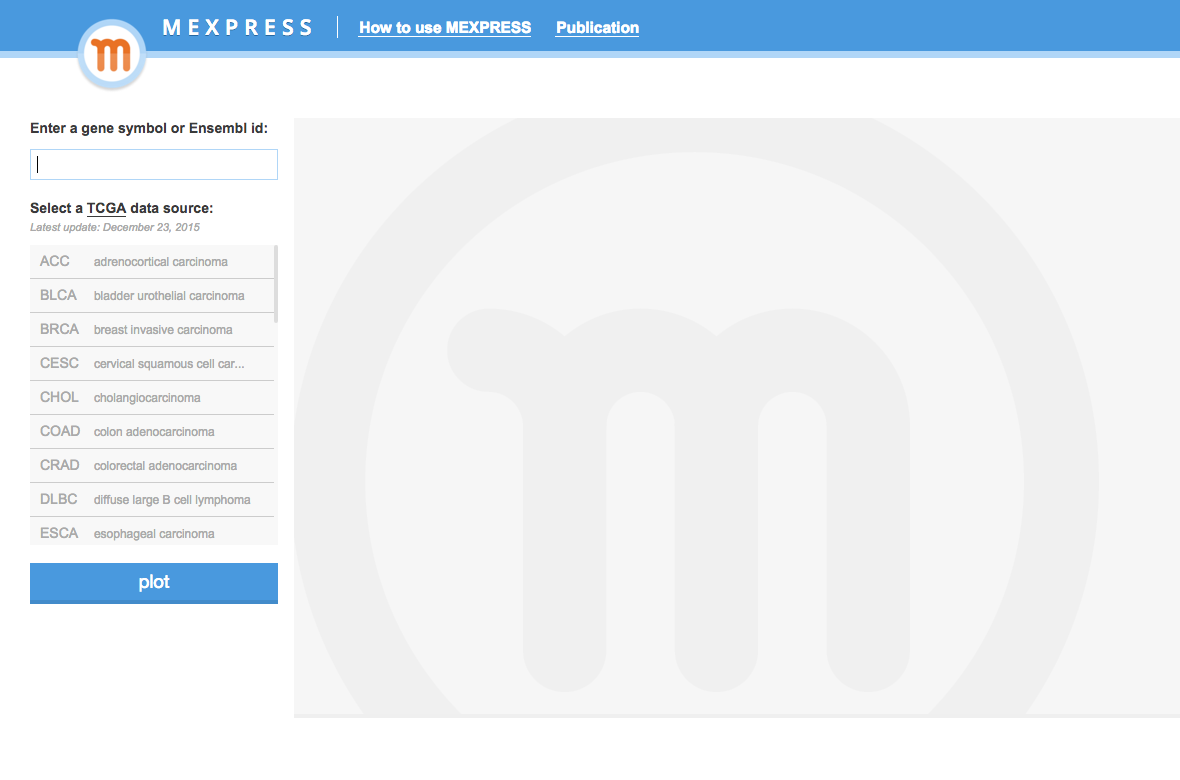 MEXPRESS
How to use MEXPRESS
Publication
m
Enter a gene symbol or Ensembl id:
Select a TCGA data source:
Latest update: December 23, 2015
ACC adrenocortical carcinoma
BLCA bladder urothelial carcinoma
BRCA breast invasive carcinoma
CESC cervical squamous cell car...
CHOL cholangiocarcinoma
COAD colon adenocarcinoma
CRAD colorectal adenocarcinoma
DLBC diffuse large B cell lymphoma
ESCA esophageal carcinoma
plot
m